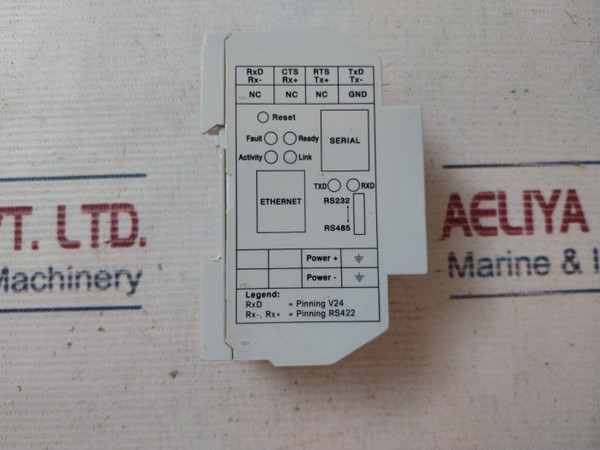 RxD CTS RTS TxD
Rx- Rx+ Tx+ Tx-
NC NC NC GND
Reset
Fault Ready
SERIAL
Activity Link
TXD RXD
ETHERNET
RS232
RS485
Power +
Power -
Legend:
RxD = Pinning V24
Rx-, Rx+ = Pinning RS422
VT. LTD.
Machinery
AELIYA
Marine & I